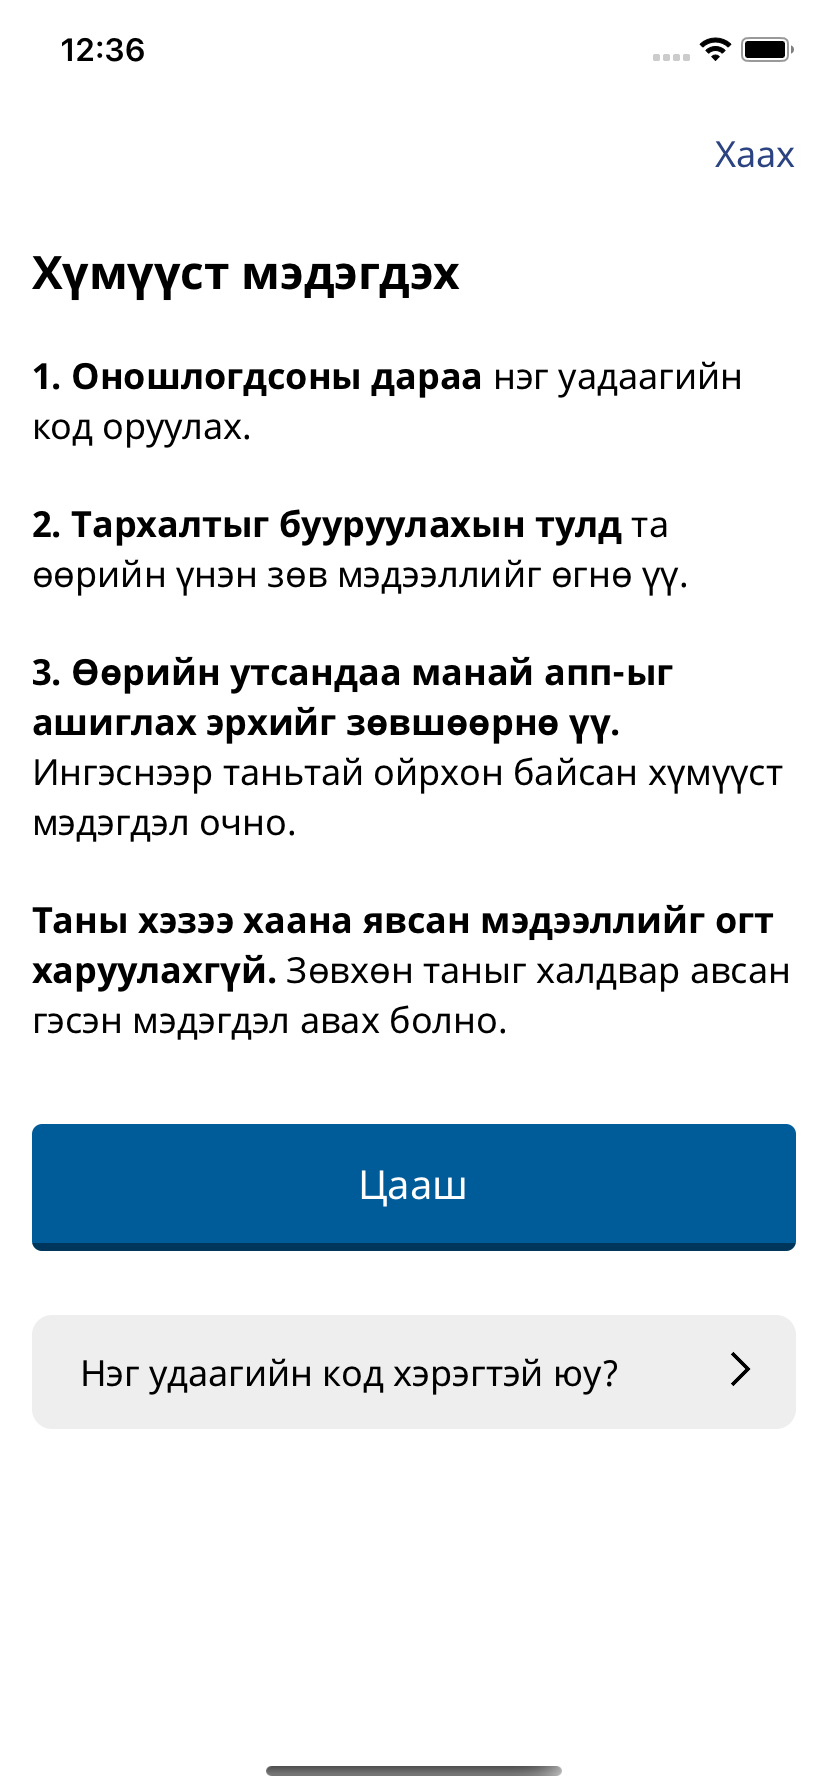 12:36
Хаах
Хүмүүст мэдэгдэх
1. Оношлогдсоны дараа нэг уадаагийн
код оруулах.
2. Тархалтыг бууруулахын тулд та
өөрийн үнэн зөв мэдээллийг өгнө үү.
3. Өөрийн утсандаа манай апп-ыг
ашиглах эрхийг зөвшөөрнө үү.
Ингэснээр таньтай ойрхон байсан хүмүүст
мэдэгдэл очно.
Таны хэзээ хаана явсан мэдээллийг огт
харуулахгүй. Зөвхөн таныг халдвар авсан
гэсэн мэдэгдэл авах болно.
Цааш
Нэг удаагийн код хэрэгтэй юу?